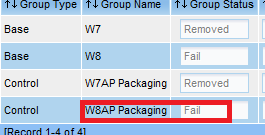 ↑↓ Group Type ↑↓ Group Name ↑↓ Group Status
Base W7 Removed
Base W8 Fail
Control W7AP Packaging Removed
Control W8AP Packaging Fail
[Record 1-4 of 4]